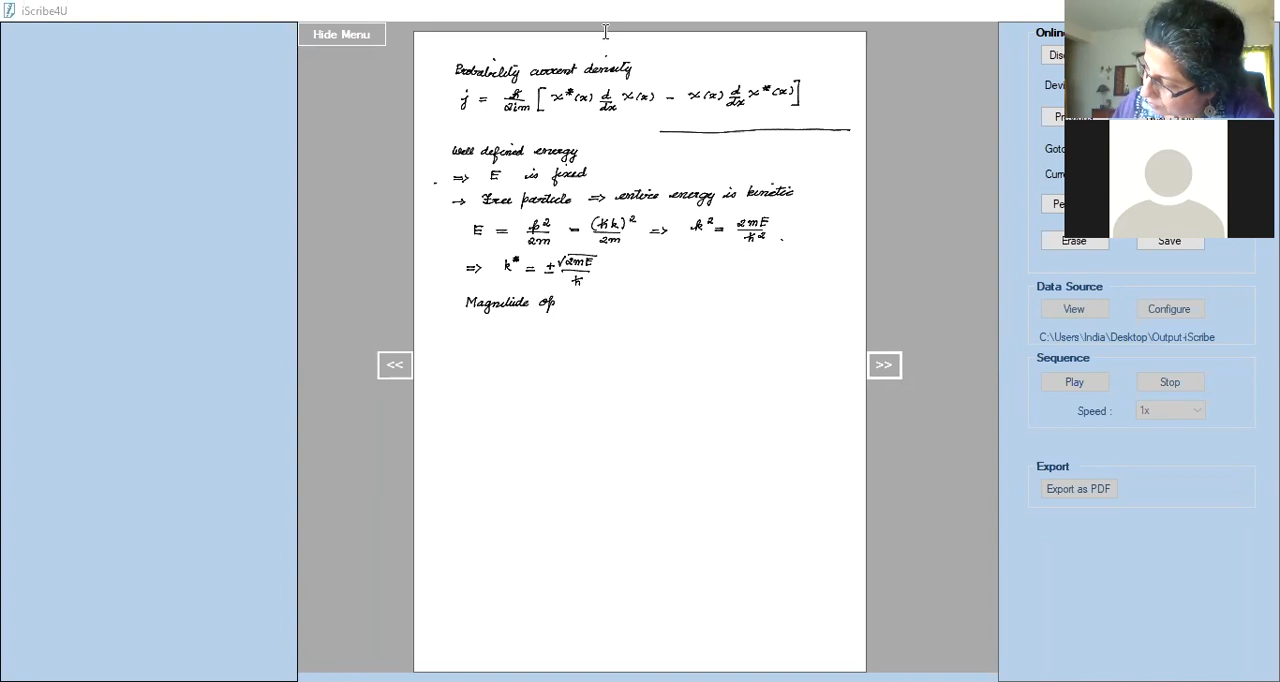 iScribe4U
Hide Menu
Probability current density
j = ℏ/2im [ χ*(x) d/dx χ(x) - χ(x) d/dx χ*(x) ]
Well defined energy
⇒ E is fixed
→ Free particle ⇒ entire energy is kinetic
E = p²/2m = (ℏk)²/2m ⇒ k² = 2mE/ℏ²
⇒ k* = ± √2mE/ℏ
Magnitude of
<<
>>
Erase Save
Data Source
View Configure
C:\Users\India\Desktop\Output-iScribe
Sequence
Play Stop
Speed : 1x
Export
Export as PDF